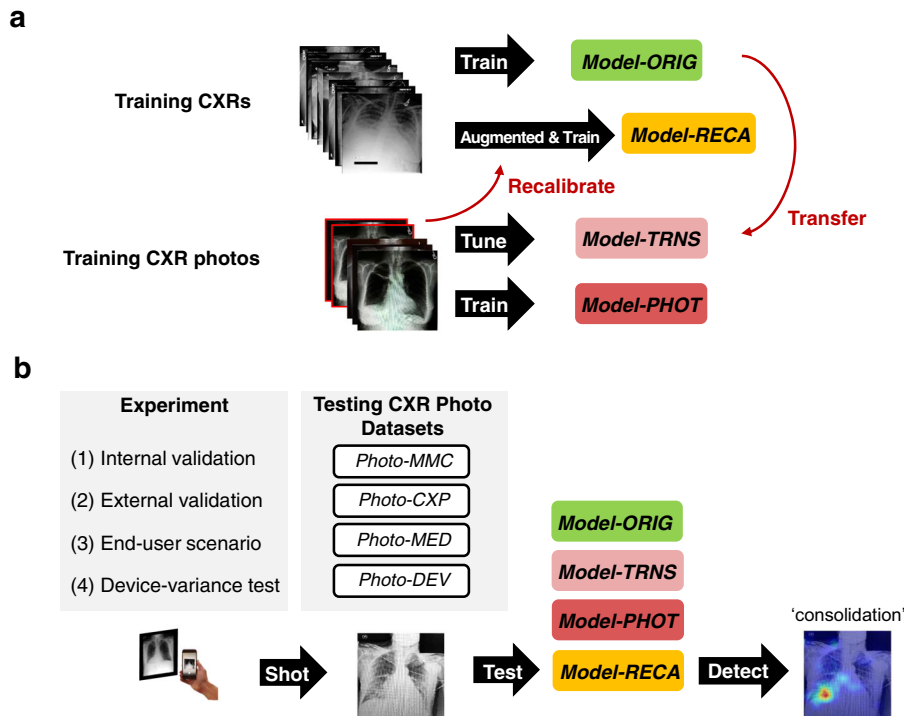 a
Training CXRs
Train
Model-ORIG
Augmented & Train
Model-RECA
Recalibrate
Transfer
Training CXR photos
Tune
Model-TRNS
Train
Model-PHOT
b
Experiment
Testing CXR Photo
Datasets
(1) Internal validation
Photo-MMC
(2) External validation
Photo-CXP
(3) End-user scenario
Photo-MED
(4) Device-variance test
Photo-DEV
Model-ORIG
Model-TRNS
Model-PHOT
Model-RECA
Shot
Test
Detect
'consolidation'